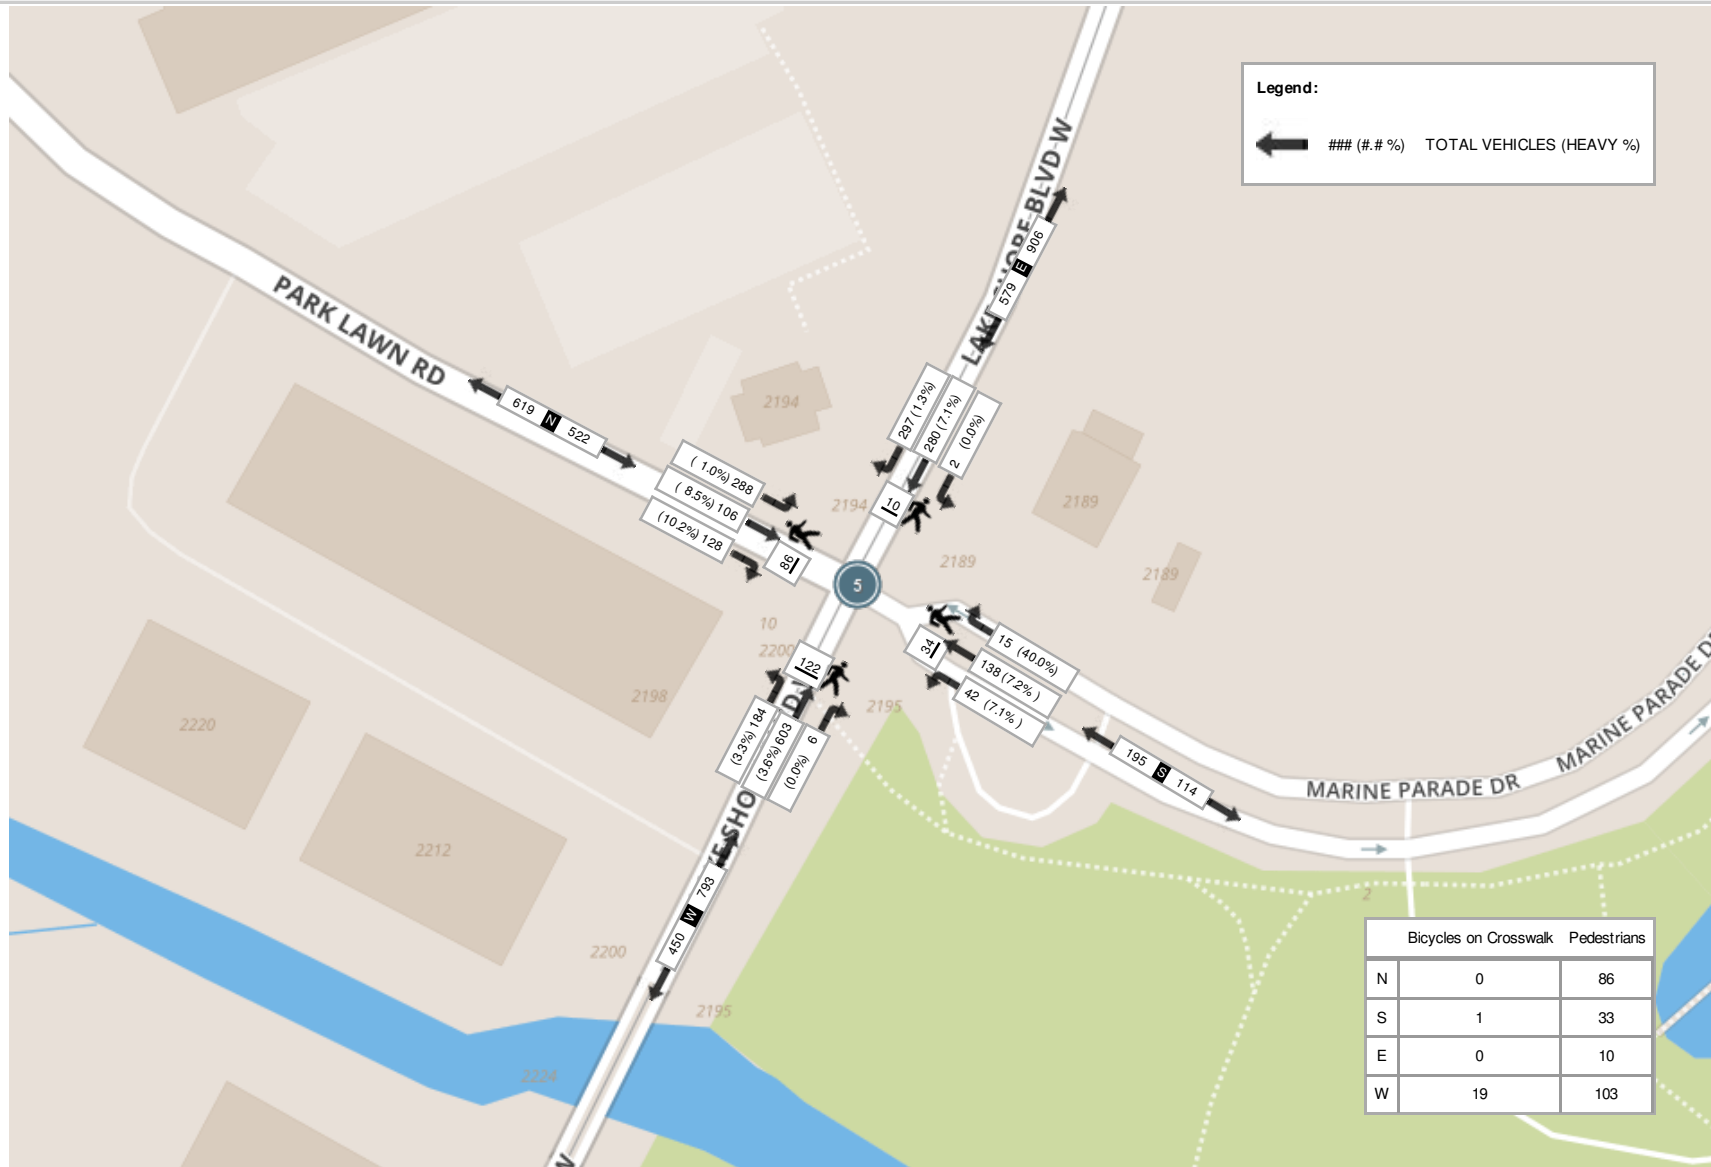 Legend:
### (#.# %) TOTAL VEHICLES (HEAVY %)
PARK LAWN RD
LAKE SHORE BLVD W
906 E 579
619 N 522
297 (1.3%)
280 (7.1%)
2 (0.0%)
( 1.0%) 288
( 8.5%) 106
(10.2%) 128
2194
2194
10
86
5
2189
2189
2189
10
2200
122
34
15 (40.0%)
138 (7.2% )
42 (7.1% )
2198
2195
2220
2212
(3.3%) 184
(3.6%) 603
(0.0%) 6
195 S 114
MARINE PARADE DR
MARINE PARADE D
450 W 793
2200
2195
2224
2
W
Bicycles on Crosswalk Pedestrians
N 0 86
S 1 33
E 0 10
W 19 103